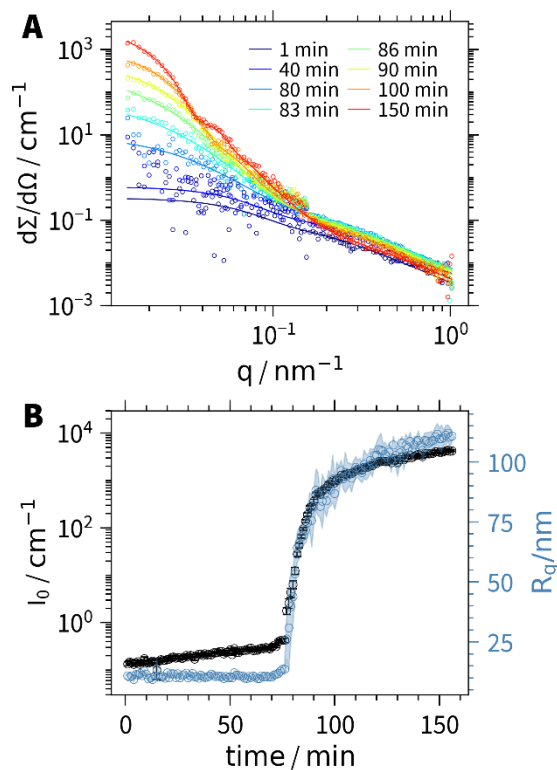 A
10³
10¹
10⁻¹
10⁻³
dΣ/dΩ / cm⁻¹
1 min 86 min
40 min 90 min
80 min 100 min
83 min 150 min
10⁻¹ 10⁰
q / nm⁻¹
B
10⁴
10²
10⁰
I₀ / cm⁻¹
100
75
50
25
R_g/nm
0 50 100 150
time / min